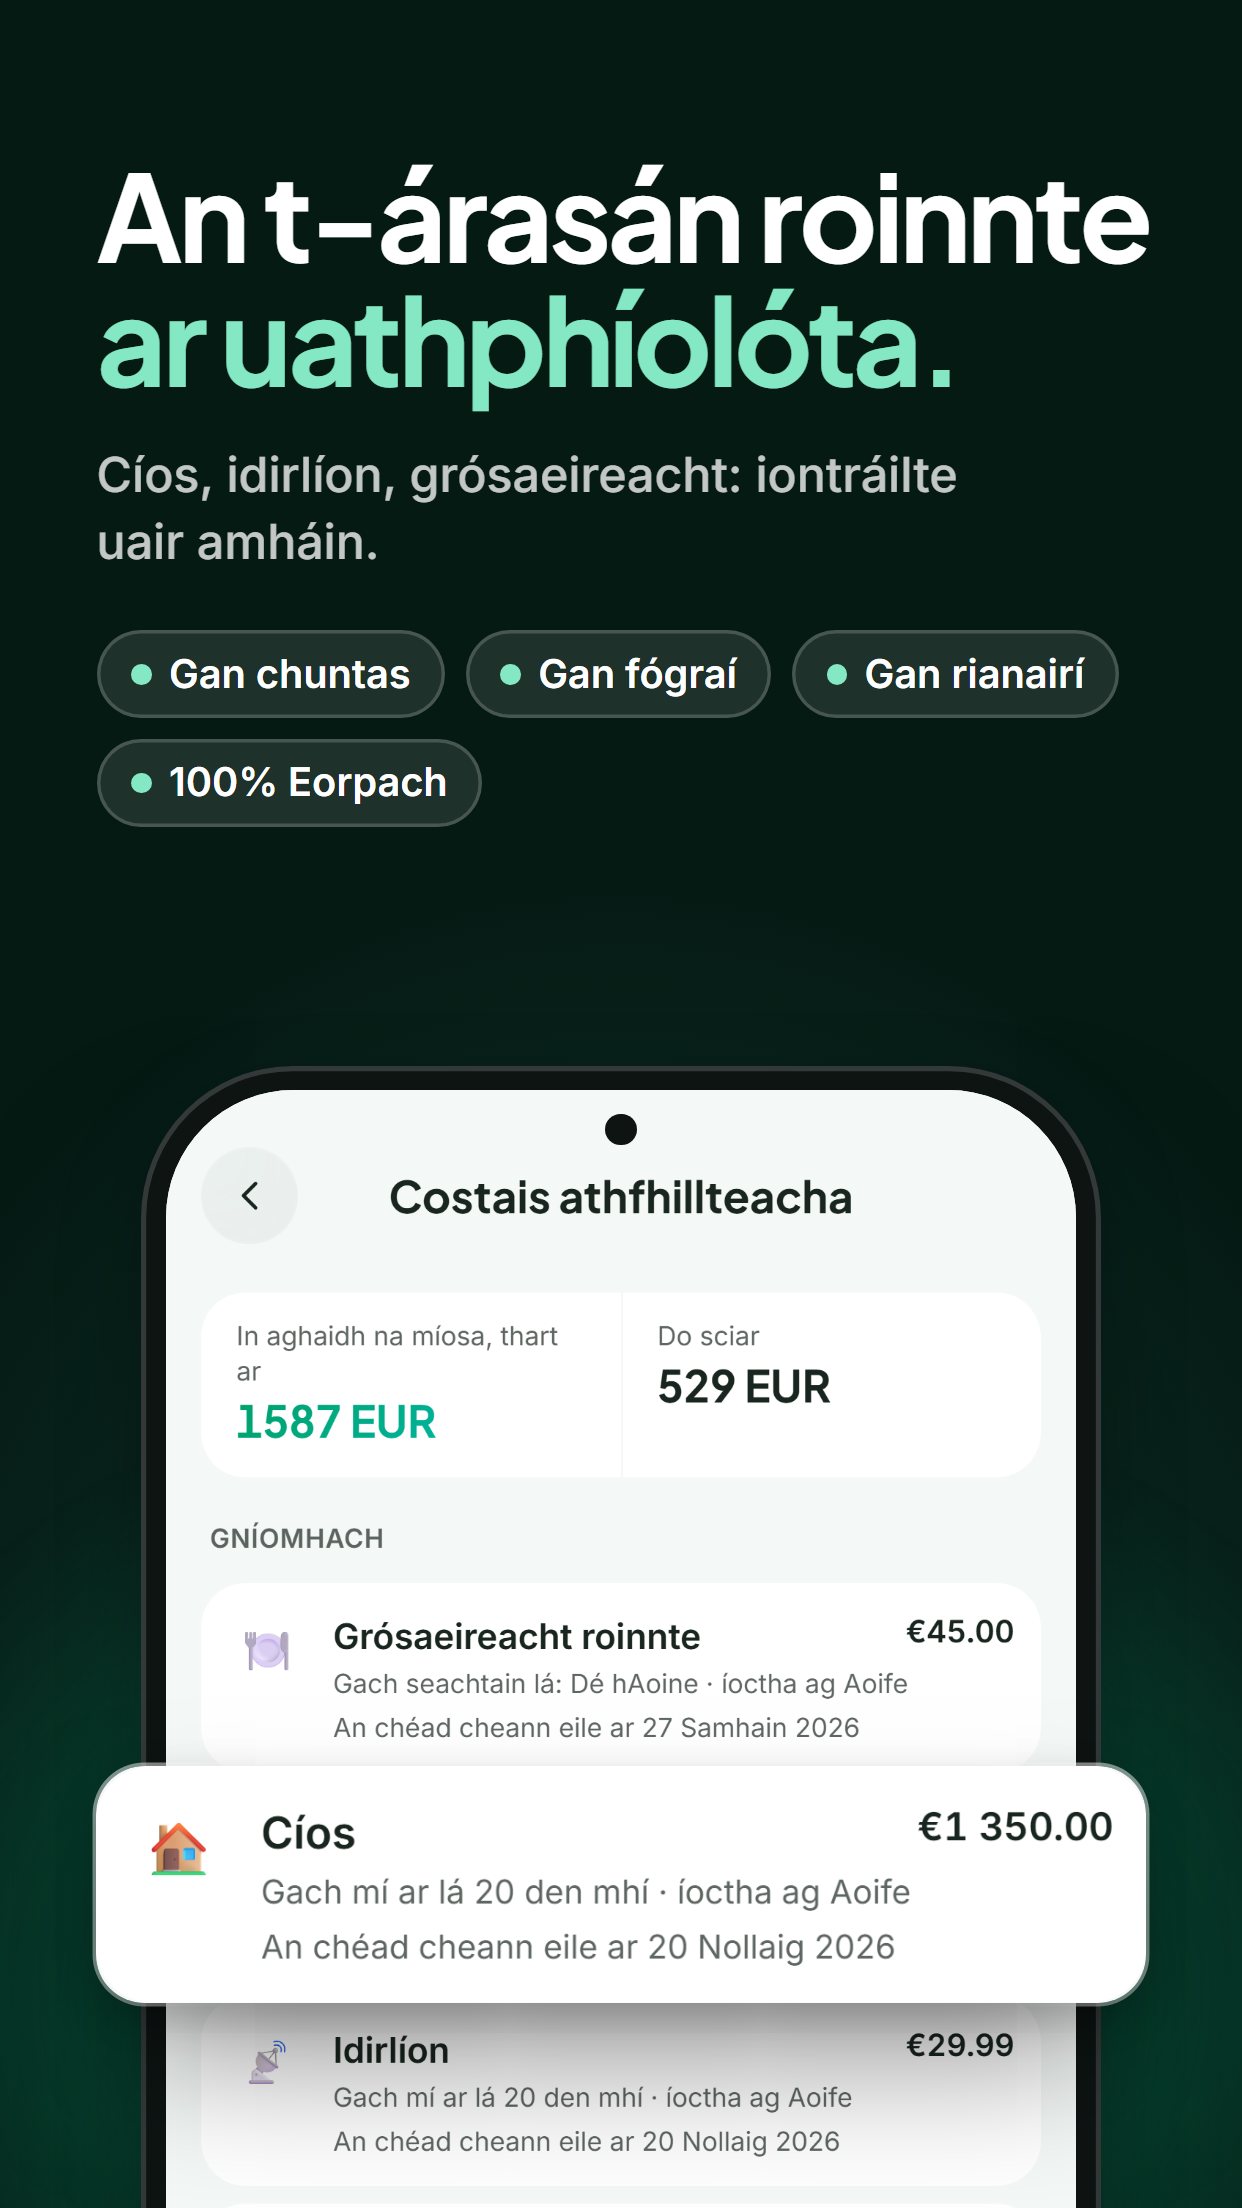 An t-árasán roinnte
ar uathphíolóta.
Cíos, idirlíon, grósaeireacht: iontráilte
uair amháin.
Gan chuntas
Gan fógraí
Gan rianairí
100% Eorpach
Costais athfhillteacha
In aghaidh na míosa, thart
ar
1587 EUR
Do sciar
529 EUR
GNÍOMHACH
Grósaeireacht roinnte
€45.00
Gach seachtain lá: Dé hAoine · íoctha ag Aoife
An chéad cheann eile ar 27 Samhain 2026
Cíos
€1 350.00
Gach mí ar lá 20 den mhí · íoctha ag Aoife
An chéad cheann eile ar 20 Nollaig 2026
Idirlíon
€29.99
Gach mí ar lá 20 den mhí · íoctha ag Aoife
An chéad cheann eile ar 20 Nollaig 2026